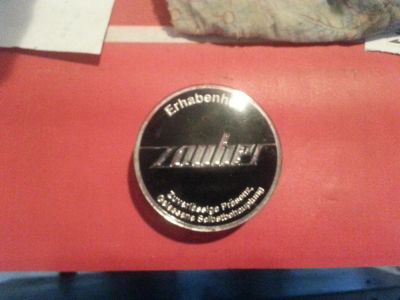 Erhabenheit
zauber
Zuverlässige Präsenz,
Gelassene Selbstbehauptung